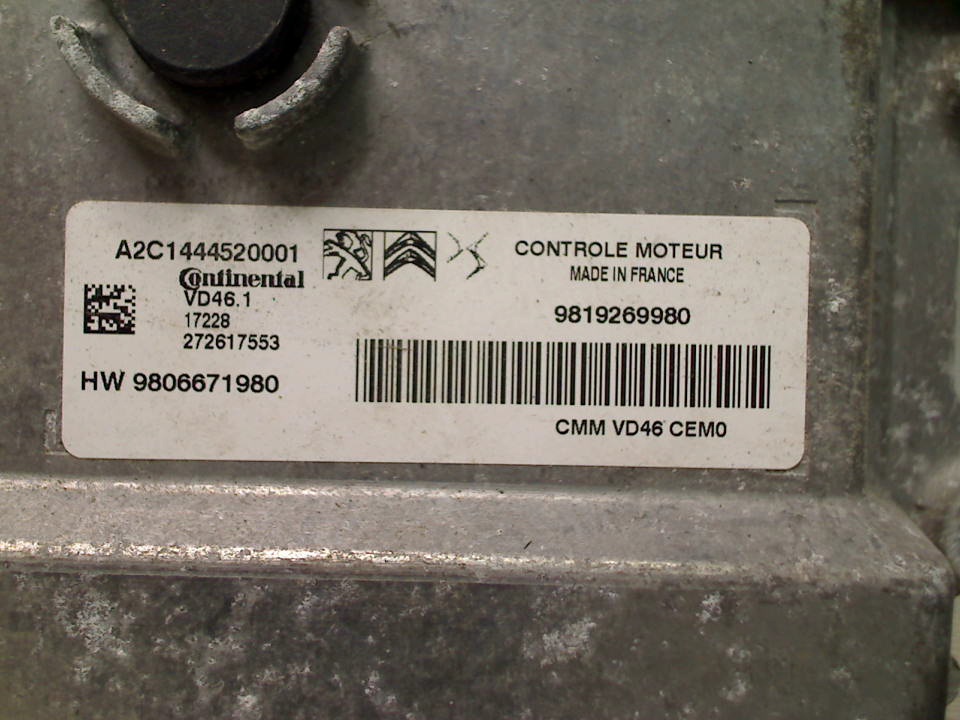 A2C1444520001
Continental
VD46.1
17228
272617553
HW 9806671980
CONTROLE MOTEUR
MADE IN FRANCE
9819269980
CMM VD46 CEM0